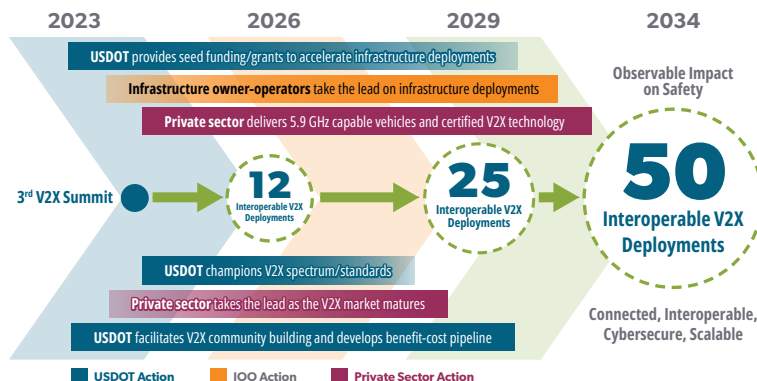 2023
2026
2029
2034
USDOT provides seed funding/grants to accelerate infrastructure deployments
Infrastructure owner-operators take the lead on infrastructure deployments
Private sector delivers 5.9 GHz capable vehicles and certified V2X technology
Observable Impact
on Safety
3rd V2X Summit
12
Interoperable V2X
Deployments
25
Interoperable V2X
Deployments
50
Interoperable V2X
Deployments
USDOT champions V2X spectrum/standards
Private sector takes the lead as the V2X market matures
USDOT facilitates V2X community building and develops benefit-cost pipeline
Connected, Interoperable,
Cybersecure, Scalable
USDOT Action
IOO Action
Private Sector Action